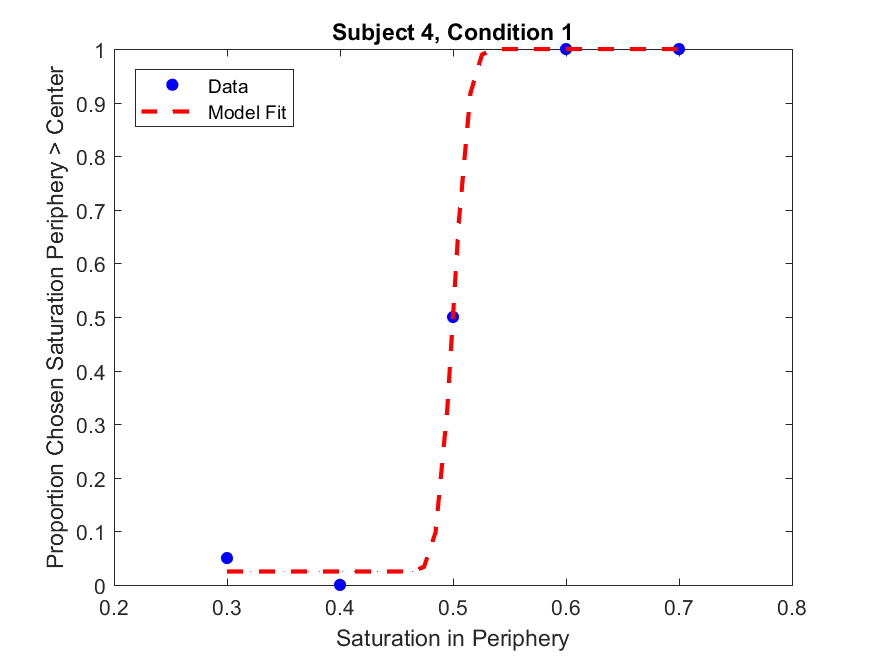 Subject 4, Condition 1
Proportion Chosen Saturation Periphery > Center
1
0.9
0.8
0.7
0.6
0.5
0.4
0.3
0.2
0.1
0
Data
Model Fit
0.2 0.3 0.4 0.5 0.6 0.7 0.8
Saturation in Periphery